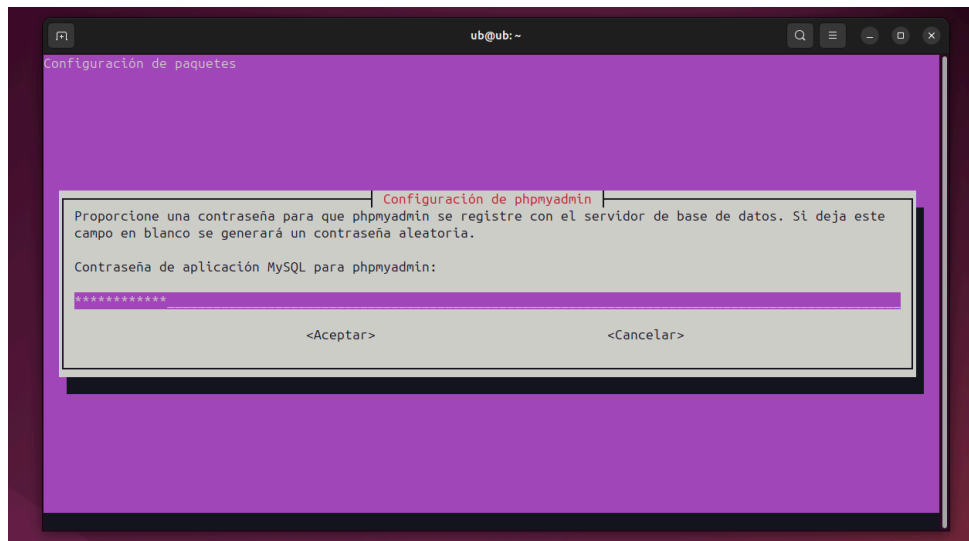 ub@ub: ~
Configuración de paquetes
Configuración de phpmyadmin
Proporcione una contraseña para que phpmyadmin se registre con el servidor de base de datos. Si deja este
campo en blanco se generará un contraseña aleatoria.
Contraseña de aplicación MySQL para phpmyadmin:
************
<Aceptar> <Cancelar>